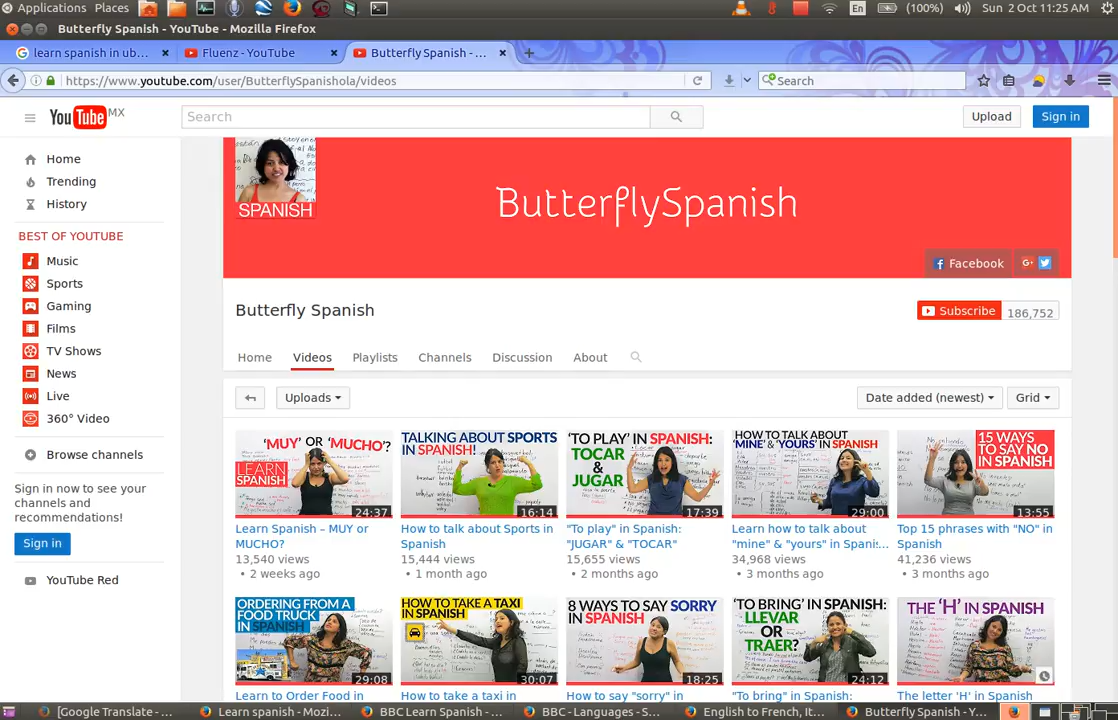 Applications Places En (100%) Sun 2 Oct 11:25 AM
Butterfly Spanish - YouTube - Mozilla Firefox
learn spanish in ub... Fluenz - YouTube Butterfly Spanish - ...
https://www.youtube.com/user/ButterflySpanishola/videos Search
YouTube MX Search Upload Sign in
Home
Trending
History
BEST OF YOUTUBE
Music
Sports
Gaming
Films
TV Shows
News
Live
360° Video
Browse channels
Sign in now to see your
channels and
recommendations!
Sign in
YouTube Red
SPANISH
ButterflySpanish
Facebook
Butterfly Spanish
Subscribe 186,752
Home Videos Playlists Channels Discussion About
Uploads Date added (newest) Grid
'MUY' OR 'MUCHO'?
LEARN
SPANISH
24:37
Learn Spanish – MUY or
MUCHO?
13,540 views
• 2 weeks ago
TALKING ABOUT SPORTS
IN SPANISH!
16:14
How to talk about Sports in
Spanish
15,444 views
• 1 month ago
'TO PLAY' IN SPANISH:
TOCAR
&
JUGAR
17:39
"To play" in Spanish:
"JUGAR" & "TOCAR"
15,655 views
• 2 months ago
HOW TO TALK ABOUT
'MINE' & 'YOURS' IN SPANISH
29:00
Learn how to talk about
"mine" & "yours" in Spani...
34,968 views
• 3 months ago
15 WAYS
TO SAY NO
IN SPANISH
13:55
Top 15 phrases with "NO" in
Spanish
41,236 views
• 3 months ago
ORDERING FROM A
FOOD TRUCK
IN SPANISH
29:08
Learn to Order Food in
HOW TO TAKE A TAXI
IN SPANISH
30:07
How to take a taxi in
8 WAYS TO SAY SORRY
IN SPANISH
18:25
How to say "sorry" in
'TO BRING' IN SPANISH:
LLEVAR
OR
TRAER?
24:12
"To bring" in Spanish:
THE 'H' IN SPANISH
The letter 'H' in Spanish
[Google Translate - ... Learn spanish - Mozi... BBC Learn Spanish - ... BBC - Languages - S... English to French, It... Butterfly Spanish - Y...